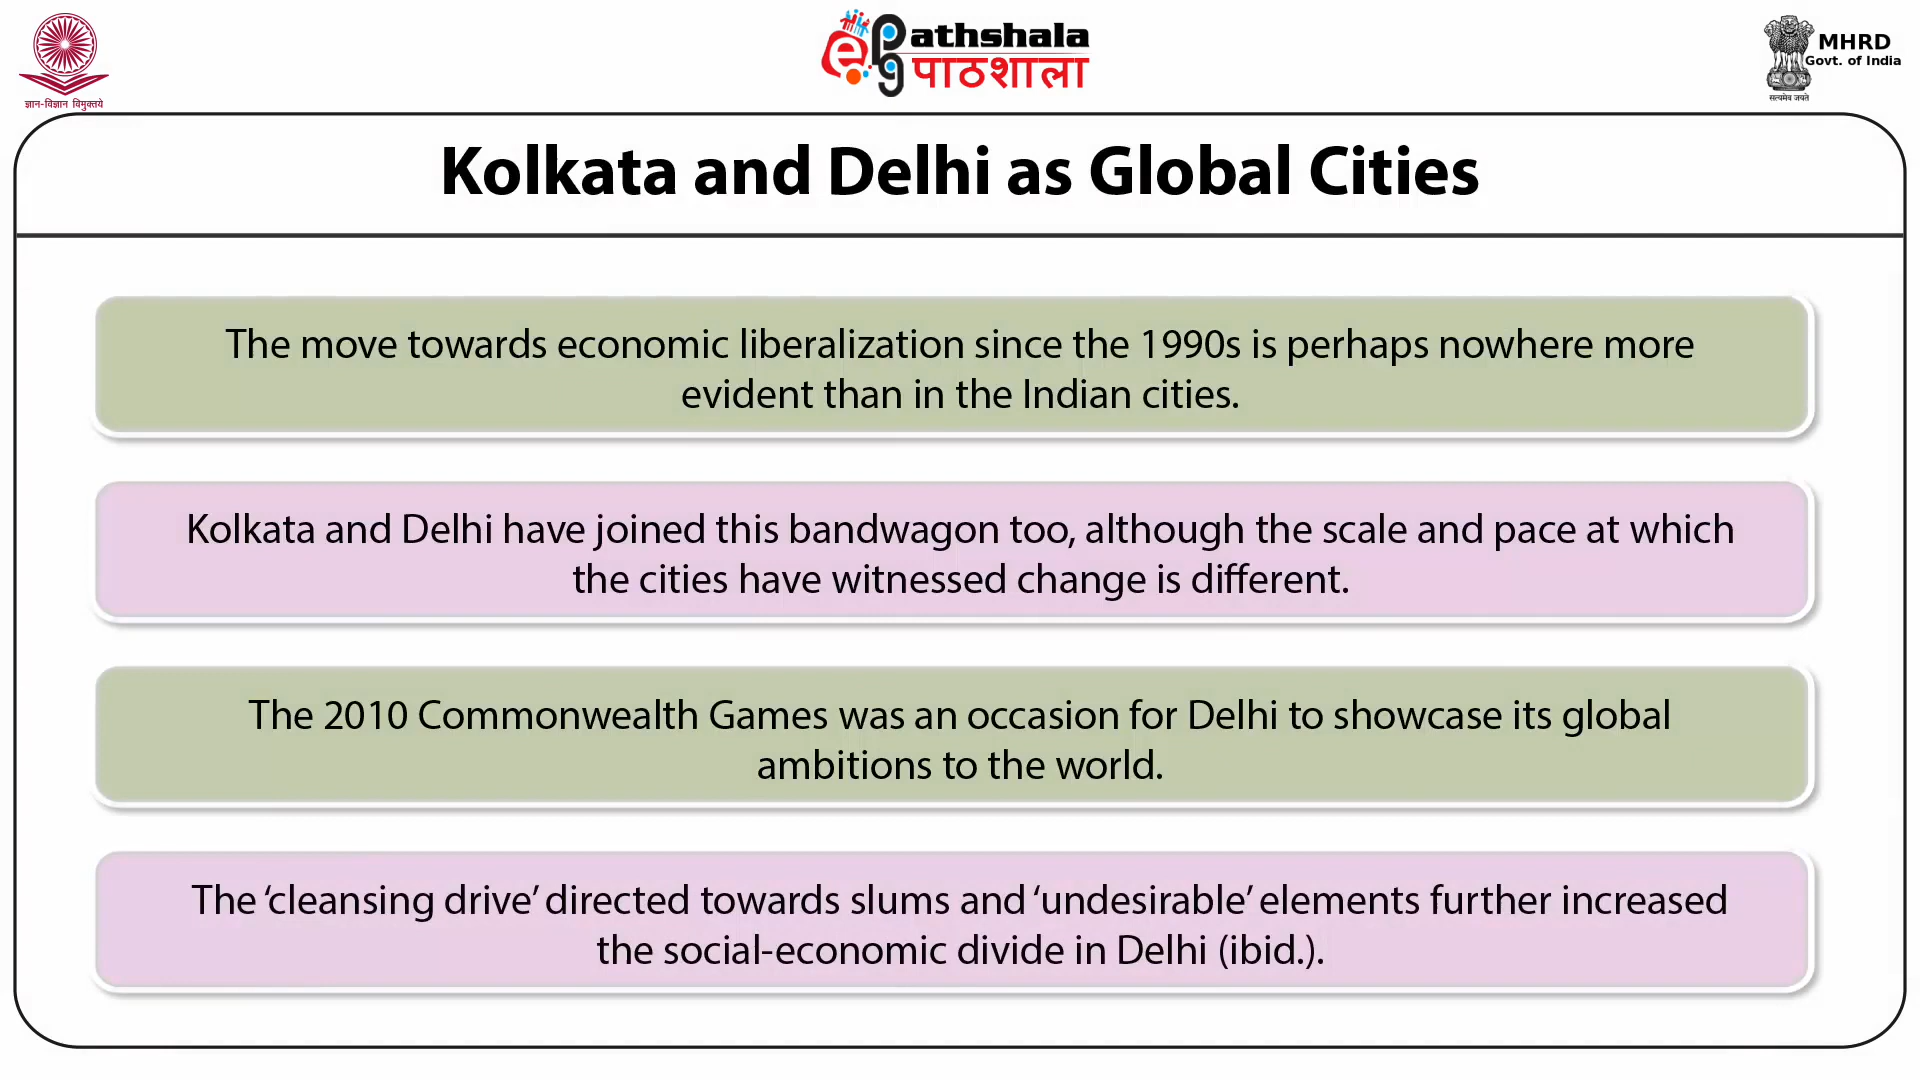 ज्ञान-विज्ञान विमुक्तये
ePathshala
पाठशाला
MHRD
Govt. of India
सत्यमेव जयते
Kolkata and Delhi as Global Cities
The move towards economic liberalization since the 1990s is perhaps nowhere more
evident than in the Indian cities.
Kolkata and Delhi have joined this bandwagon too, although the scale and pace at which
the cities have witnessed change is different.
The 2010 Commonwealth Games was an occasion for Delhi to showcase its global
ambitions to the world.
The ‘cleansing drive’ directed towards slums and ‘undesirable’ elements further increased
the social-economic divide in Delhi (ibid.).